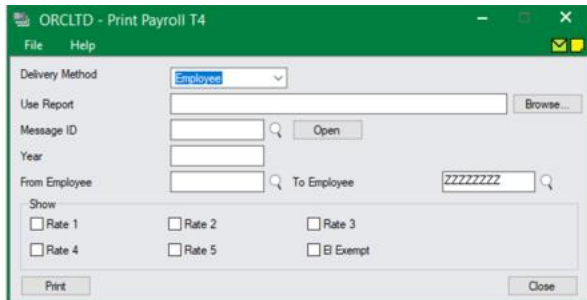 ORCLTD - Print Payroll T4
File Help
Delivery Method Employee
Use Report Browse...
Message ID Open
Year
From Employee To Employee ZZZZZZZZ
Show
Rate 1 Rate 2 Rate 3
Rate 4 Rate 5 EI Exempt
Print Close